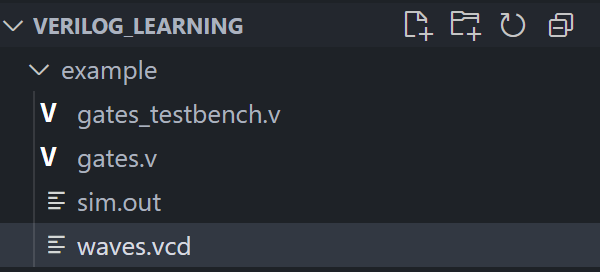 VERILOG_LEARNING
example
V gates_testbench.v
V gates.v
sim.out
waves.vcd